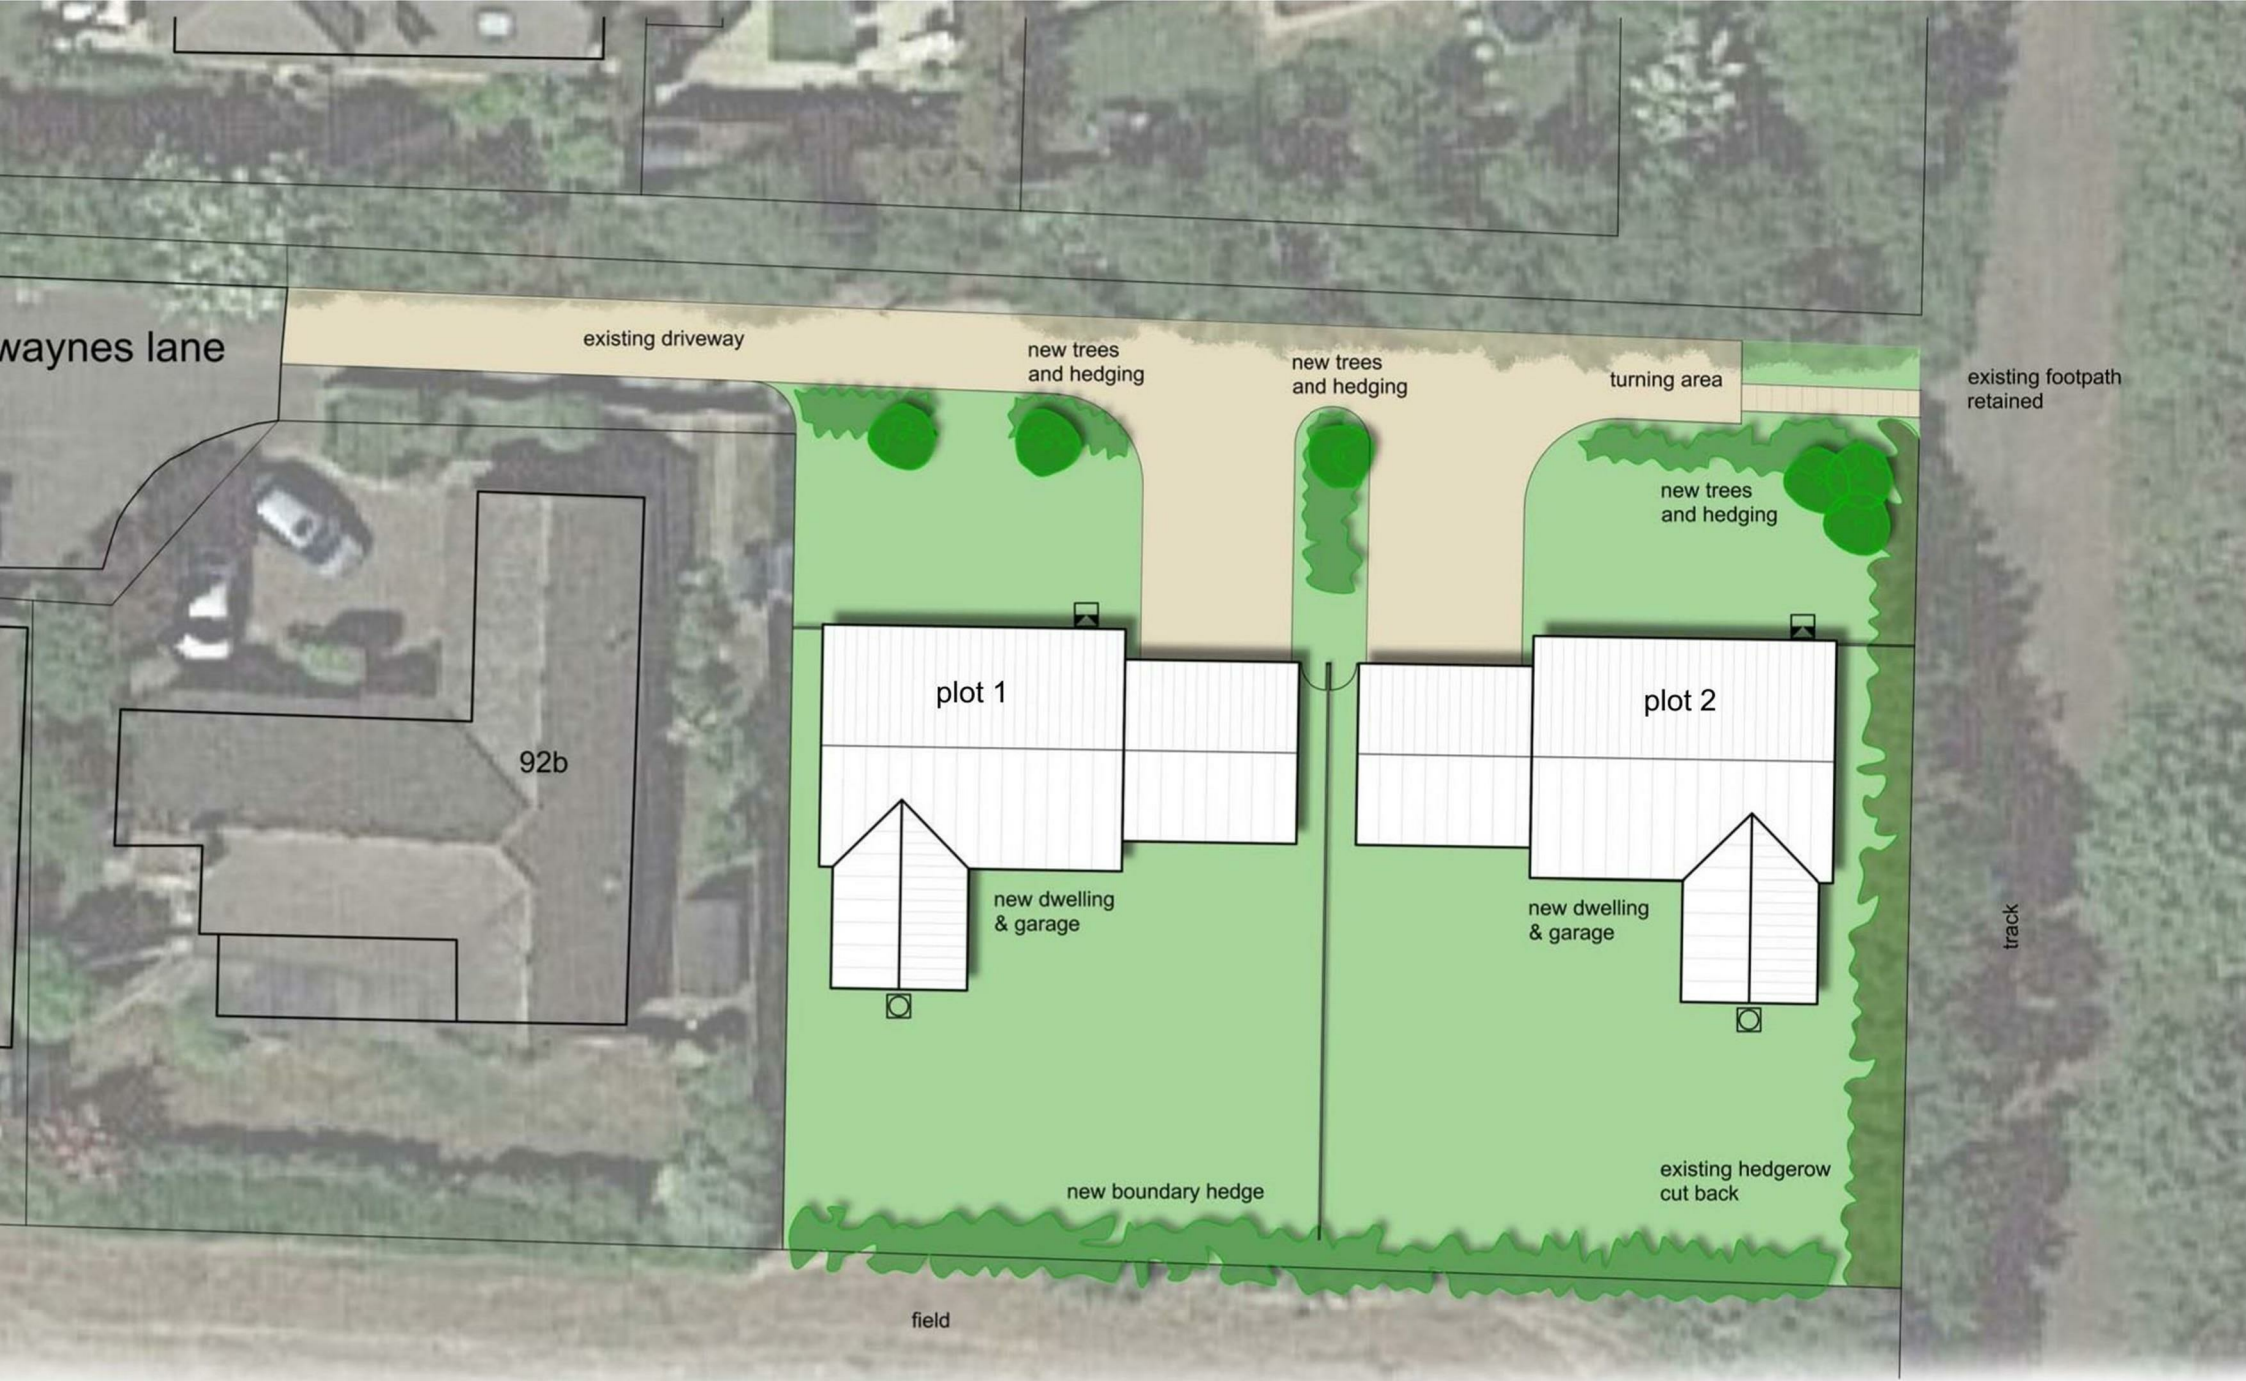 waynes lane
existing driveway
new trees
and hedging
new trees
and hedging
turning area
existing footpath
retained
new trees
and hedging
plot 1
plot 2
92b
new dwelling
& garage
new dwelling
& garage
track
new boundary hedge
existing hedgerow
cut back
field